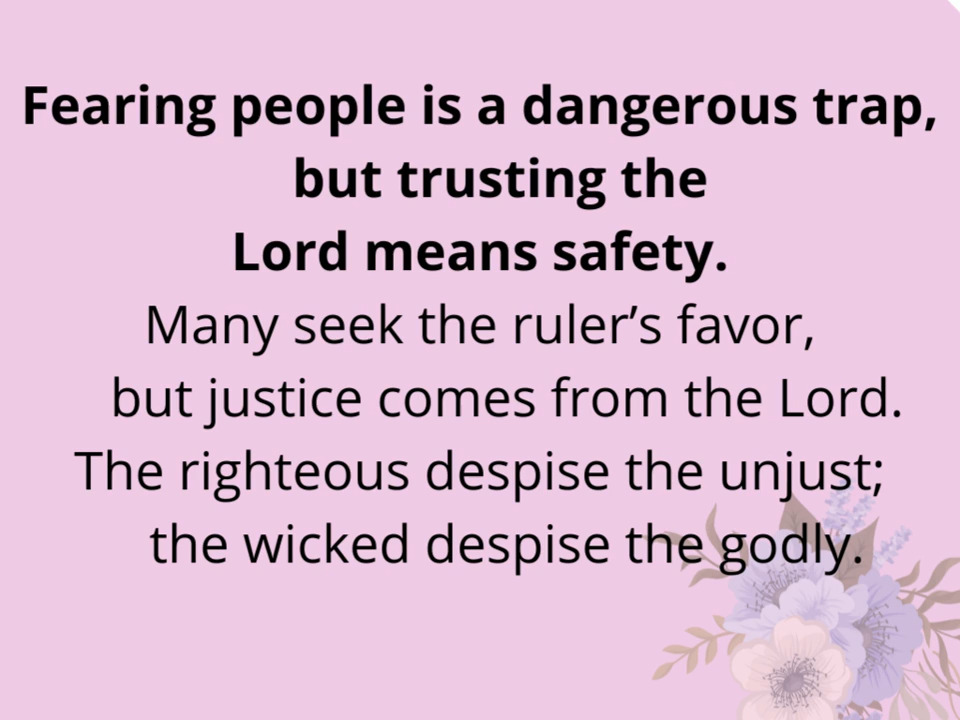 Fearing people is a dangerous trap,
but trusting the
Lord means safety.
Many seek the ruler’s favor,
but justice comes from the Lord.
The righteous despise the unjust;
the wicked despise the godly.